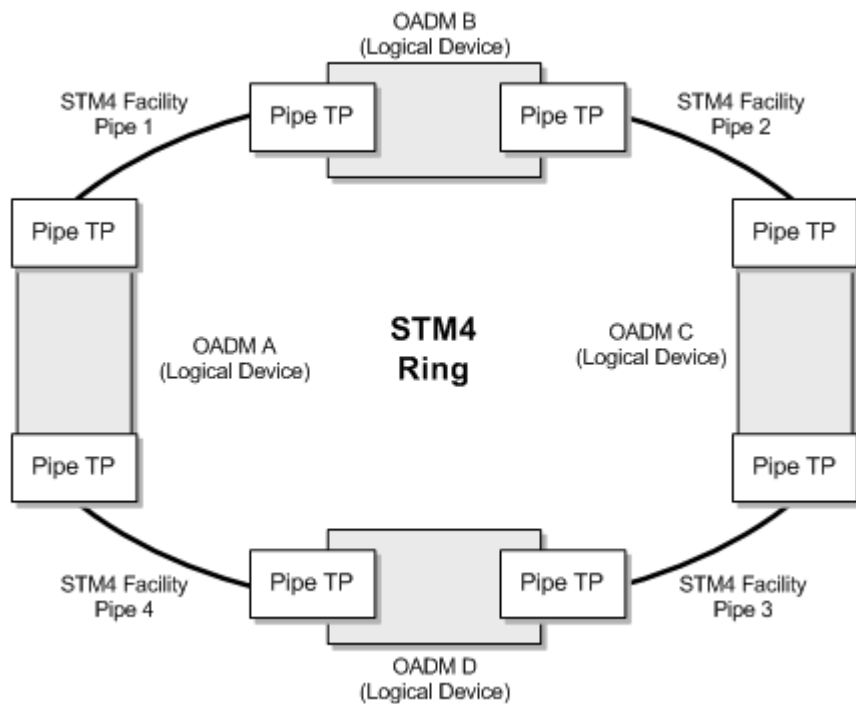 OADM B
(Logical Device)
STM4 Facility
Pipe 1
Pipe TP
Pipe TP
STM4 Facility
Pipe 2
Pipe TP
Pipe TP
OADM A
(Logical Device)
STM4
Ring
OADM C
(Logical Device)
Pipe TP
Pipe TP
STM4 Facility
Pipe 4
Pipe TP
Pipe TP
STM4 Facility
Pipe 3
OADM D
(Logical Device)